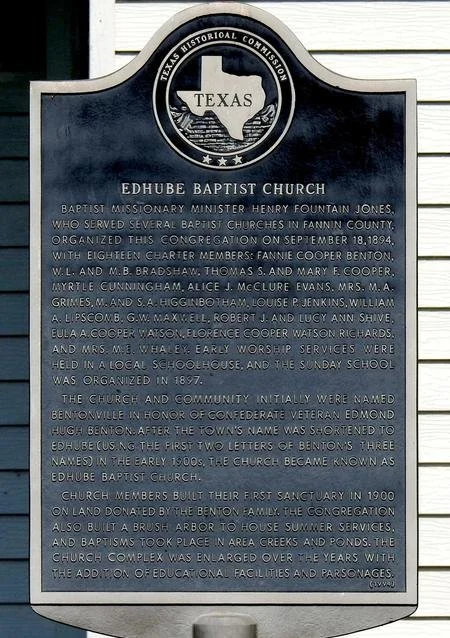 TEXAS HISTORICAL COMMISSION
TEXAS
EDHUBE BAPTIST CHURCH
BAPTIST MISSIONARY MINISTER HENRY FOUNTAIN JONES,
WHO SERVED SEVERAL BAPTIST CHURCHES IN FANNIN COUNTY,
ORGANIZED THIS CONGREGATION ON SEPTEMBER 18, 1894,
WITH EIGHTEEN CHARTER MEMBERS: FANNIE COOPER BENTON,
W.L. AND M.B. BRADSHAW, THOMAS S. AND MARY F. COOPER,
MYRTLE CUNNINGHAM, ALICE J. McCLURE EVANS, MRS. M. A.
GRIMES, M. AND S. A. HIGGINBOTHAM, LOUISE P. JENKINS, WILLIAM
A. LIPSCOMB, G.W. MAXWELL, ROBERT J. AND LUCY ANN SHIVE,
EULA A. COOPER WATSON, FLORENCE COOPER WATSON RICHARDS,
AND MRS. M.E. WHALEY. EARLY WORSHIP SERVICES WERE
HELD IN A LOCAL SCHOOLHOUSE, AND THE SUNDAY SCHOOL
WAS ORGANIZED IN 1897.
THE CHURCH AND COMMUNITY INITIALLY WERE NAMED
BENTONVILLE IN HONOR OF CONFEDERATE VETERAN EDMOND
HUGH BENTON. AFTER THE TOWN'S NAME WAS SHORTENED TO
EDHUBE (USING THE FIRST TWO LETTERS OF BENTON'S THREE
NAMES) IN THE EARLY 1900s, THE CHURCH BECAME KNOWN AS
EDHUBE BAPTIST CHURCH.
CHURCH MEMBERS BUILT THEIR FIRST SANCTUARY IN 1900
ON LAND DONATED BY THE BENTON FAMILY. THE CONGREGATION
ALSO BUILT A BRUSH ARBOR TO HOUSE SUMMER SERVICES,
AND BAPTISMS TOOK PLACE IN AREA CREEKS AND PONDS. THE
CHURCH COMPLEX WAS ENLARGED OVER THE YEARS WITH
THE ADDITION OF EDUCATIONAL FACILITIES AND PARSONAGES.
(1994)